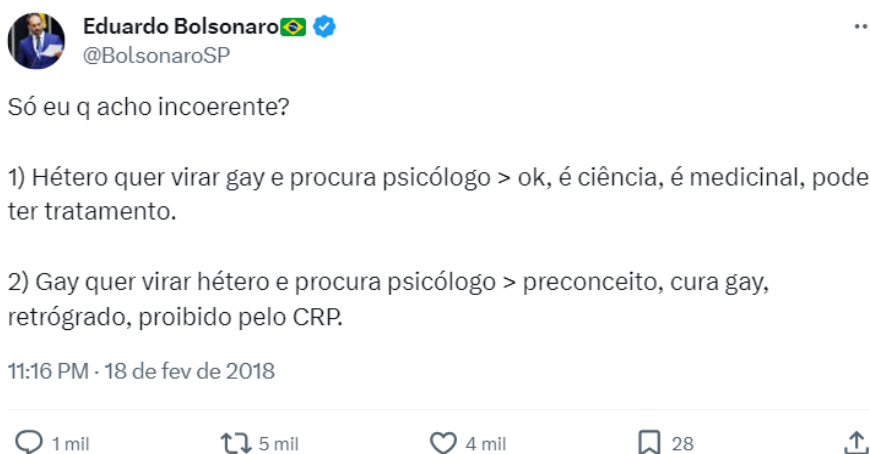 Eduardo Bolsonaro🇧🇷
@BolsonaroSP
Só eu q acho incoerente?
1) Hétero quer virar gay e procura psicólogo > ok, é ciência, é medicinal, pode
ter tratamento.
2) Gay quer virar hétero e procura psicólogo > preconceito, cura gay,
retrógrado, proibido pelo CRP.
11:16 PM · 18 de fev de 2018
1 mil 5 mil 4 mil 28